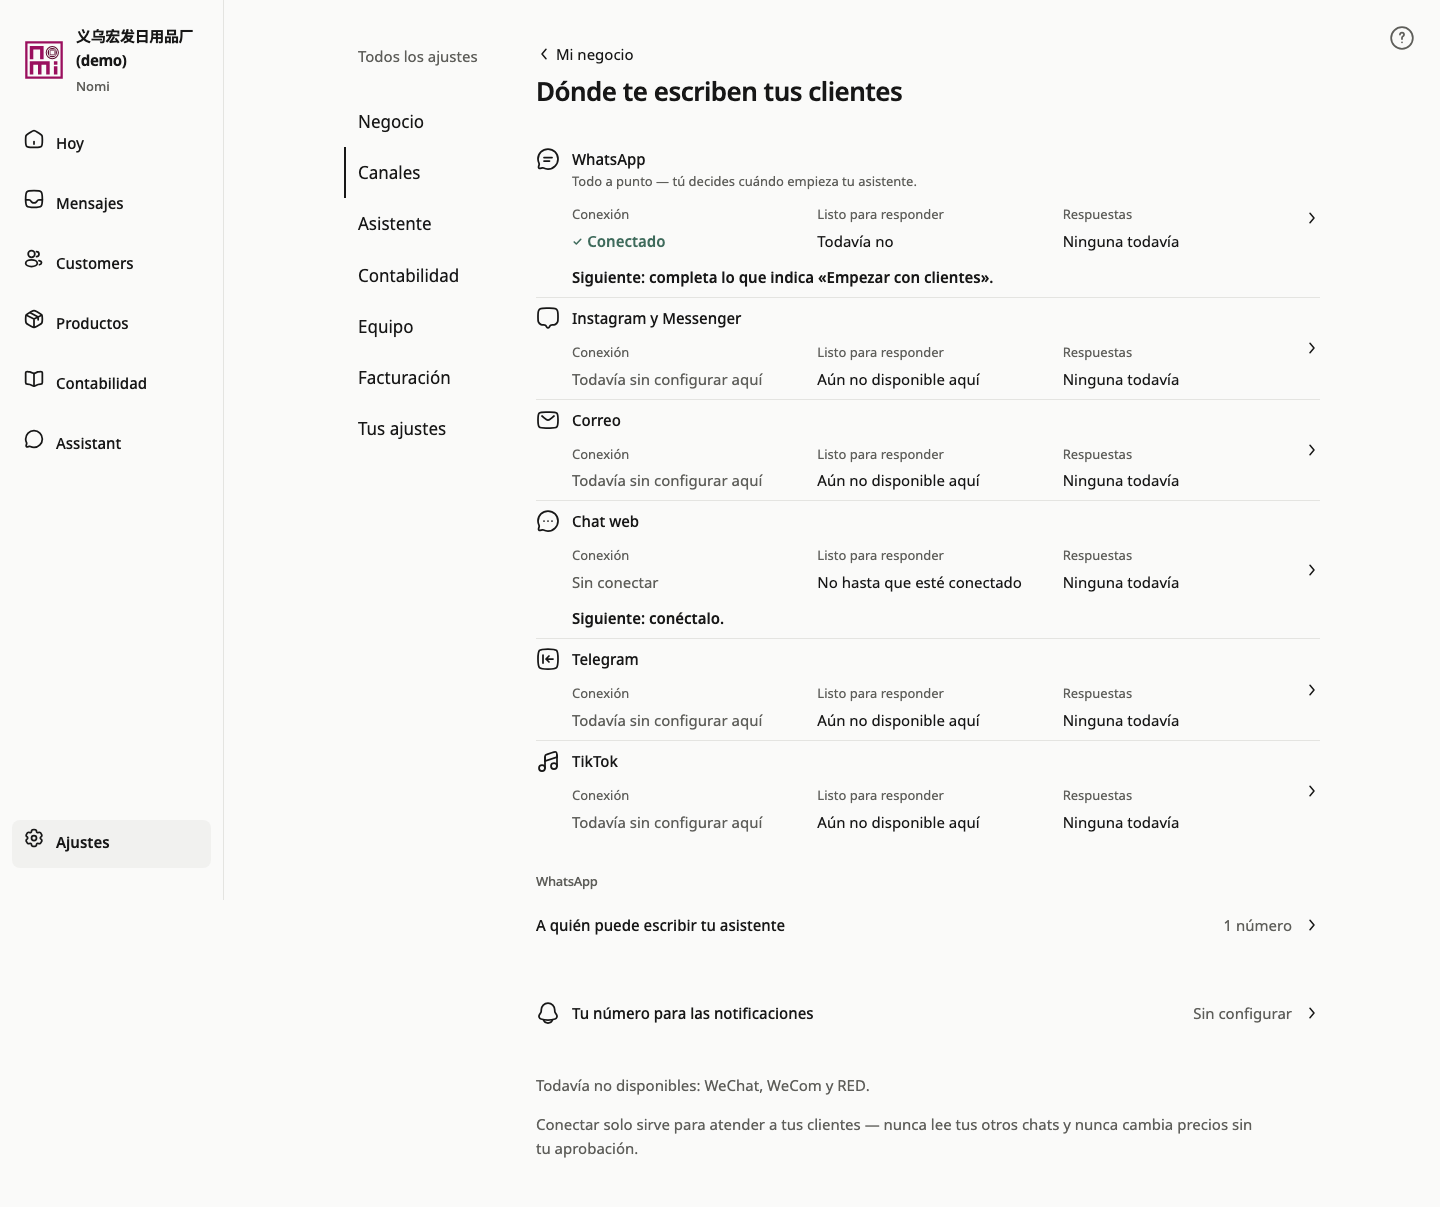 义乌宏发日用品厂
(demo)
Nomi
Hoy
Mensajes
Customers
Productos
Contabilidad
Assistant
Ajustes
Todos los ajustes
Negocio
Canales
Asistente
Contabilidad
Equipo
Facturación
Tus ajustes
Mi negocio
Dónde te escriben tus clientes
WhatsApp
Todo a punto — tú decides cuándo empieza tu asistente.
Conexión Listo para responder Respuestas
Conectado Todavía no Ninguna todavía
Siguiente: completa lo que indica «Empezar con clientes».
Instagram y Messenger
Conexión Listo para responder Respuestas
Todavía sin configurar aquí Aún no disponible aquí Ninguna todavía
Correo
Conexión Listo para responder Respuestas
Todavía sin configurar aquí Aún no disponible aquí Ninguna todavía
Chat web
Conexión Listo para responder Respuestas
Sin conectar No hasta que esté conectado Ninguna todavía
Siguiente: conéctalo.
Telegram
Conexión Listo para responder Respuestas
Todavía sin configurar aquí Aún no disponible aquí Ninguna todavía
TikTok
Conexión Listo para responder Respuestas
Todavía sin configurar aquí Aún no disponible aquí Ninguna todavía
WhatsApp
A quién puede escribir tu asistente 1 número
Tu número para las notificaciones Sin configurar
Todavía no disponibles: WeChat, WeCom y RED.
Conectar solo sirve para atender a tus clientes — nunca lee tus otros chats y nunca cambia precios sin
tu aprobación.